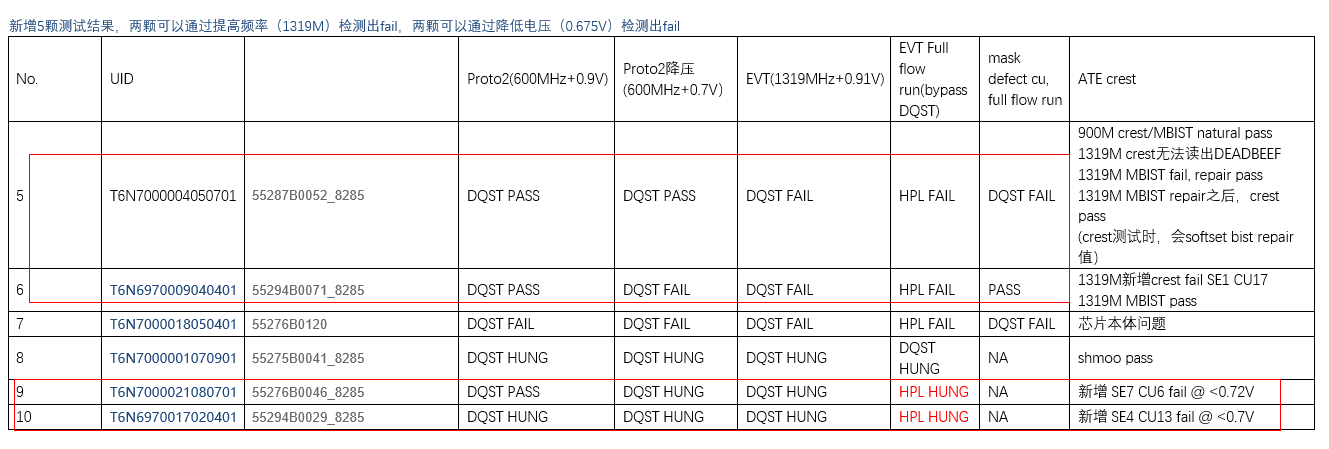 新增5颗测试结果，两颗可以通过提高频率（1319M）检测出fail，两颗可以通过降低电压（0.675V）检测出fail
No.
UID
Proto2(600MHz+0.9V)
Proto2降压
(600MHz+0.7V）
EVT(1319MHz+0.91V)
EVT Full
flow
run(bypass
DQST)
mask
defect cu,
full flow run
ATE crest
5
T6N7000004050701
55287B0052_8285
DQST PASS
DQST PASS
DQST FAIL
HPL FAIL
DQST FAIL
900M crest/MBIST natural pass
1319M crest无法读出DEADBEEF
1319M MBIST fail, repair pass
1319M MBIST repair之后，crest
pass
(crest测试时，会softset bist repair
值）
6
T6N6970009040401
55294B0071_8285
DQST PASS
DQST FAIL
DQST FAIL
HPL FAIL
PASS
1319M新增crest fail SE1 CU17
1319M MBIST pass
7
T6N7000018050401
55276B0120
DQST FAIL
DQST FAIL
DQST FAIL
HPL FAIL
DQST FAIL
芯片本体问题
8
T6N7000001070901
55275B0041_8285
DQST HUNG
DQST HUNG
DQST HUNG
DQST
HUNG
NA
shmoo pass
9
T6N7000021080701
55276B0046_8285
DQST PASS
DQST HUNG
DQST HUNG
HPL HUNG
NA
新增 SE7 CU6 fail @ <0.72V
10
T6N6970017020401
55294B0029_8285
DQST HUNG
DQST HUNG
DQST HUNG
HPL HUNG
NA
新增 SE4 CU13 fail @ <0.7V